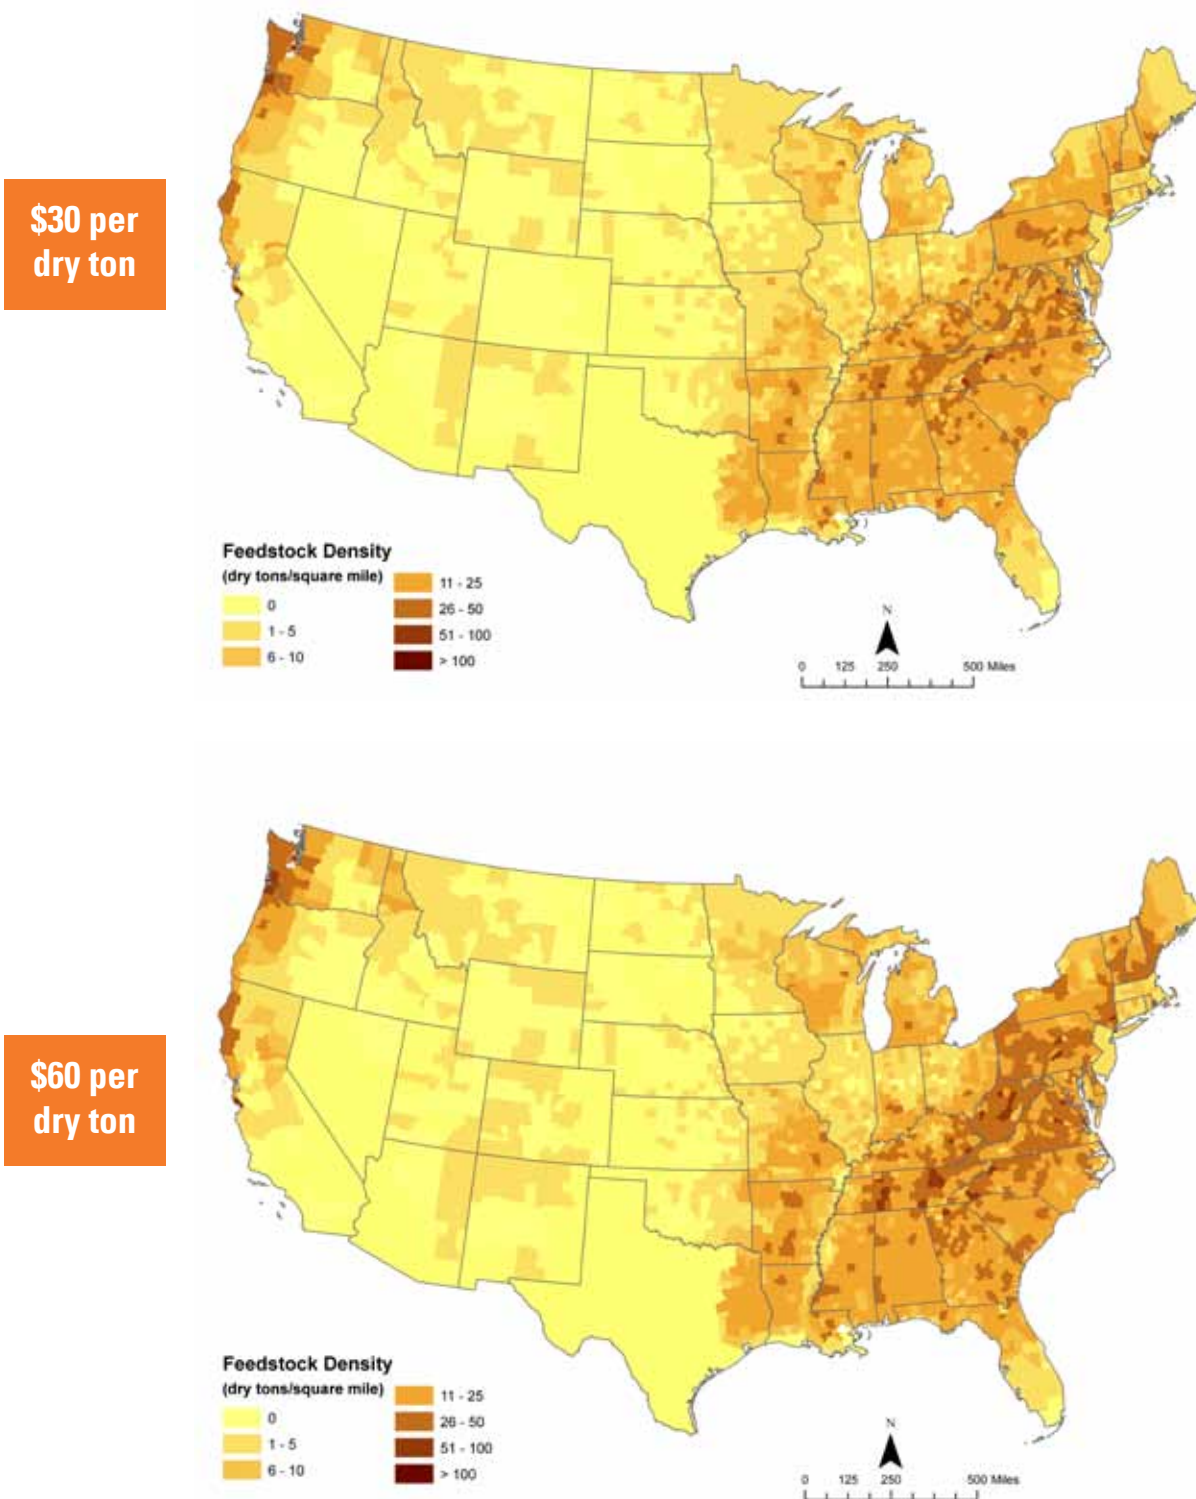 $30 per
dry ton
Feedstock Density
(dry tons/square mile)
0
1 - 5
6 - 10
11 - 25
26 - 50
51 - 100
> 100
N
0 125 250 500 Miles
$60 per
dry ton
Feedstock Density
(dry tons/square mile)
0
1 - 5
6 - 10
11 - 25
26 - 50
51 - 100
> 100
N
0 125 250 500 Miles